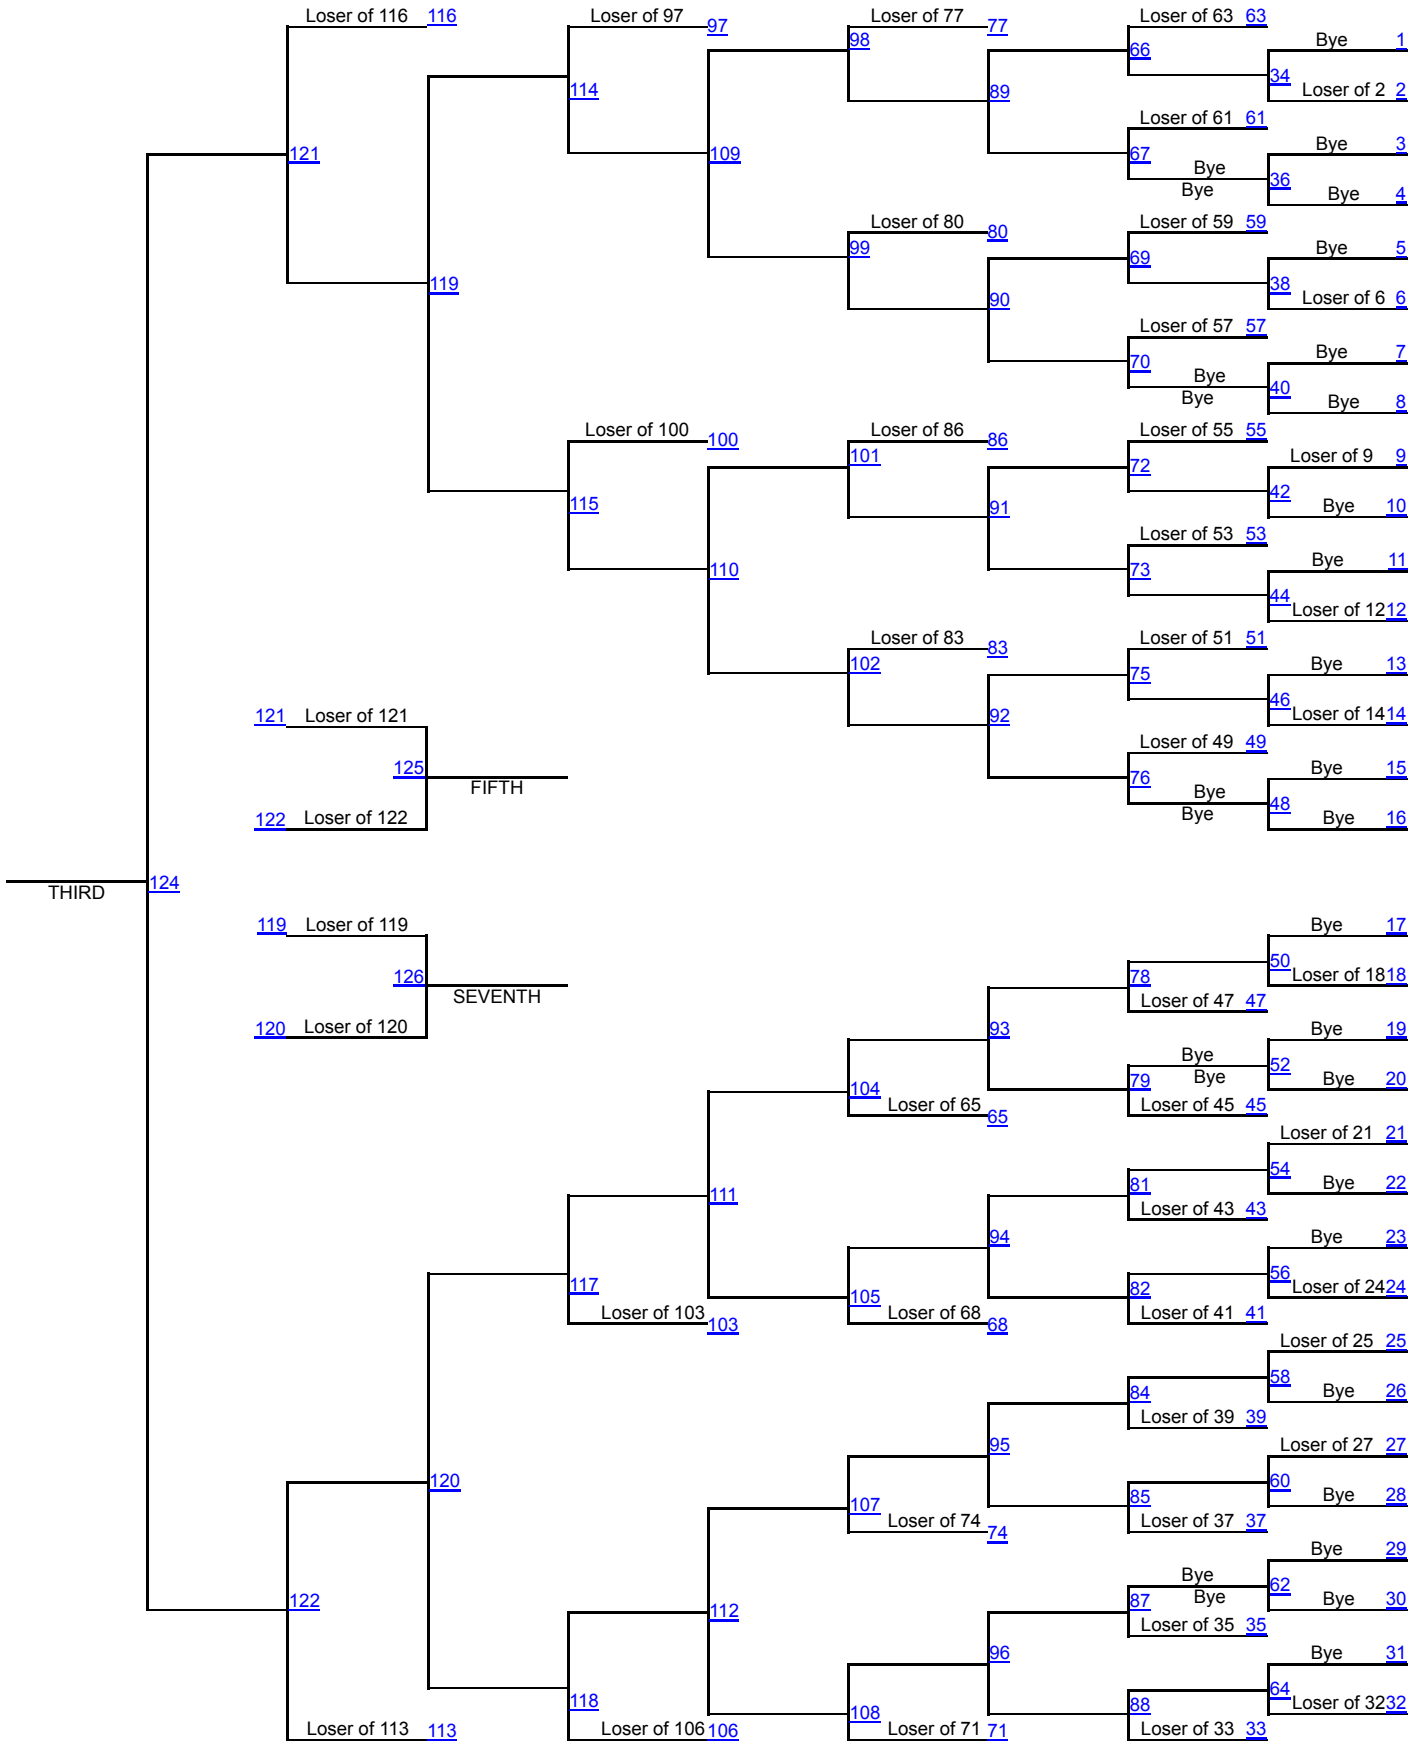 Loser of 116 116 Loser of 97 97 Loser of 77 77 Loser of 63 63
98 66 Bye 1
34
114 89 Loser of 2 2
Loser of 61 61
121 109 67 Bye 3
Bye 36
Bye Bye 4
Loser of 80 80 Loser of 59 59
99 69 Bye 5
119 38
90 Loser of 6 6
Loser of 57 57
70 Bye 7
Bye 40
Bye Bye 8
Loser of 100 100 Loser of 86 86 Loser of 55 55
101 72 Loser of 9 9
42
115 91 Bye 10
Loser of 53 53
110 73 Bye 11
44
Loser of 12 12
Loser of 83 83 Loser of 51 51
102 75 Bye 13
46
121 Loser of 121 92 Loser of 14 14
Loser of 49 49
125 76 Bye 15
FIFTH Bye 48
122 Loser of 122 Bye Bye 16
THIRD 124
119 Loser of 119 Bye 17
50
126 78 Loser of 18 18
SEVENTH Loser of 47 47
120 Loser of 120 93 Bye 19
Bye 52
104 79 Bye Bye 20
Loser of 65 65 Loser of 45 45
Loser of 21 21
54
111 81 Bye 22
Loser of 43 43
94 Bye 23
56
117 105 82 Loser of 24 24
Loser of 103 103 Loser of 68 68 Loser of 41 41
Loser of 25 25
58
84 Bye 26
Loser of 39 39
95 Loser of 27 27
120 60
107 85 Bye 28
Loser of 74 74 Loser of 37 37
Bye 29
Bye 62
122 112 87 Bye Bye 30
Loser of 35 35
96 Bye 31
64
118 108 88 Loser of 32 32
Loser of 113 113 Loser of 106 106 Loser of 71 71 Loser of 33 33